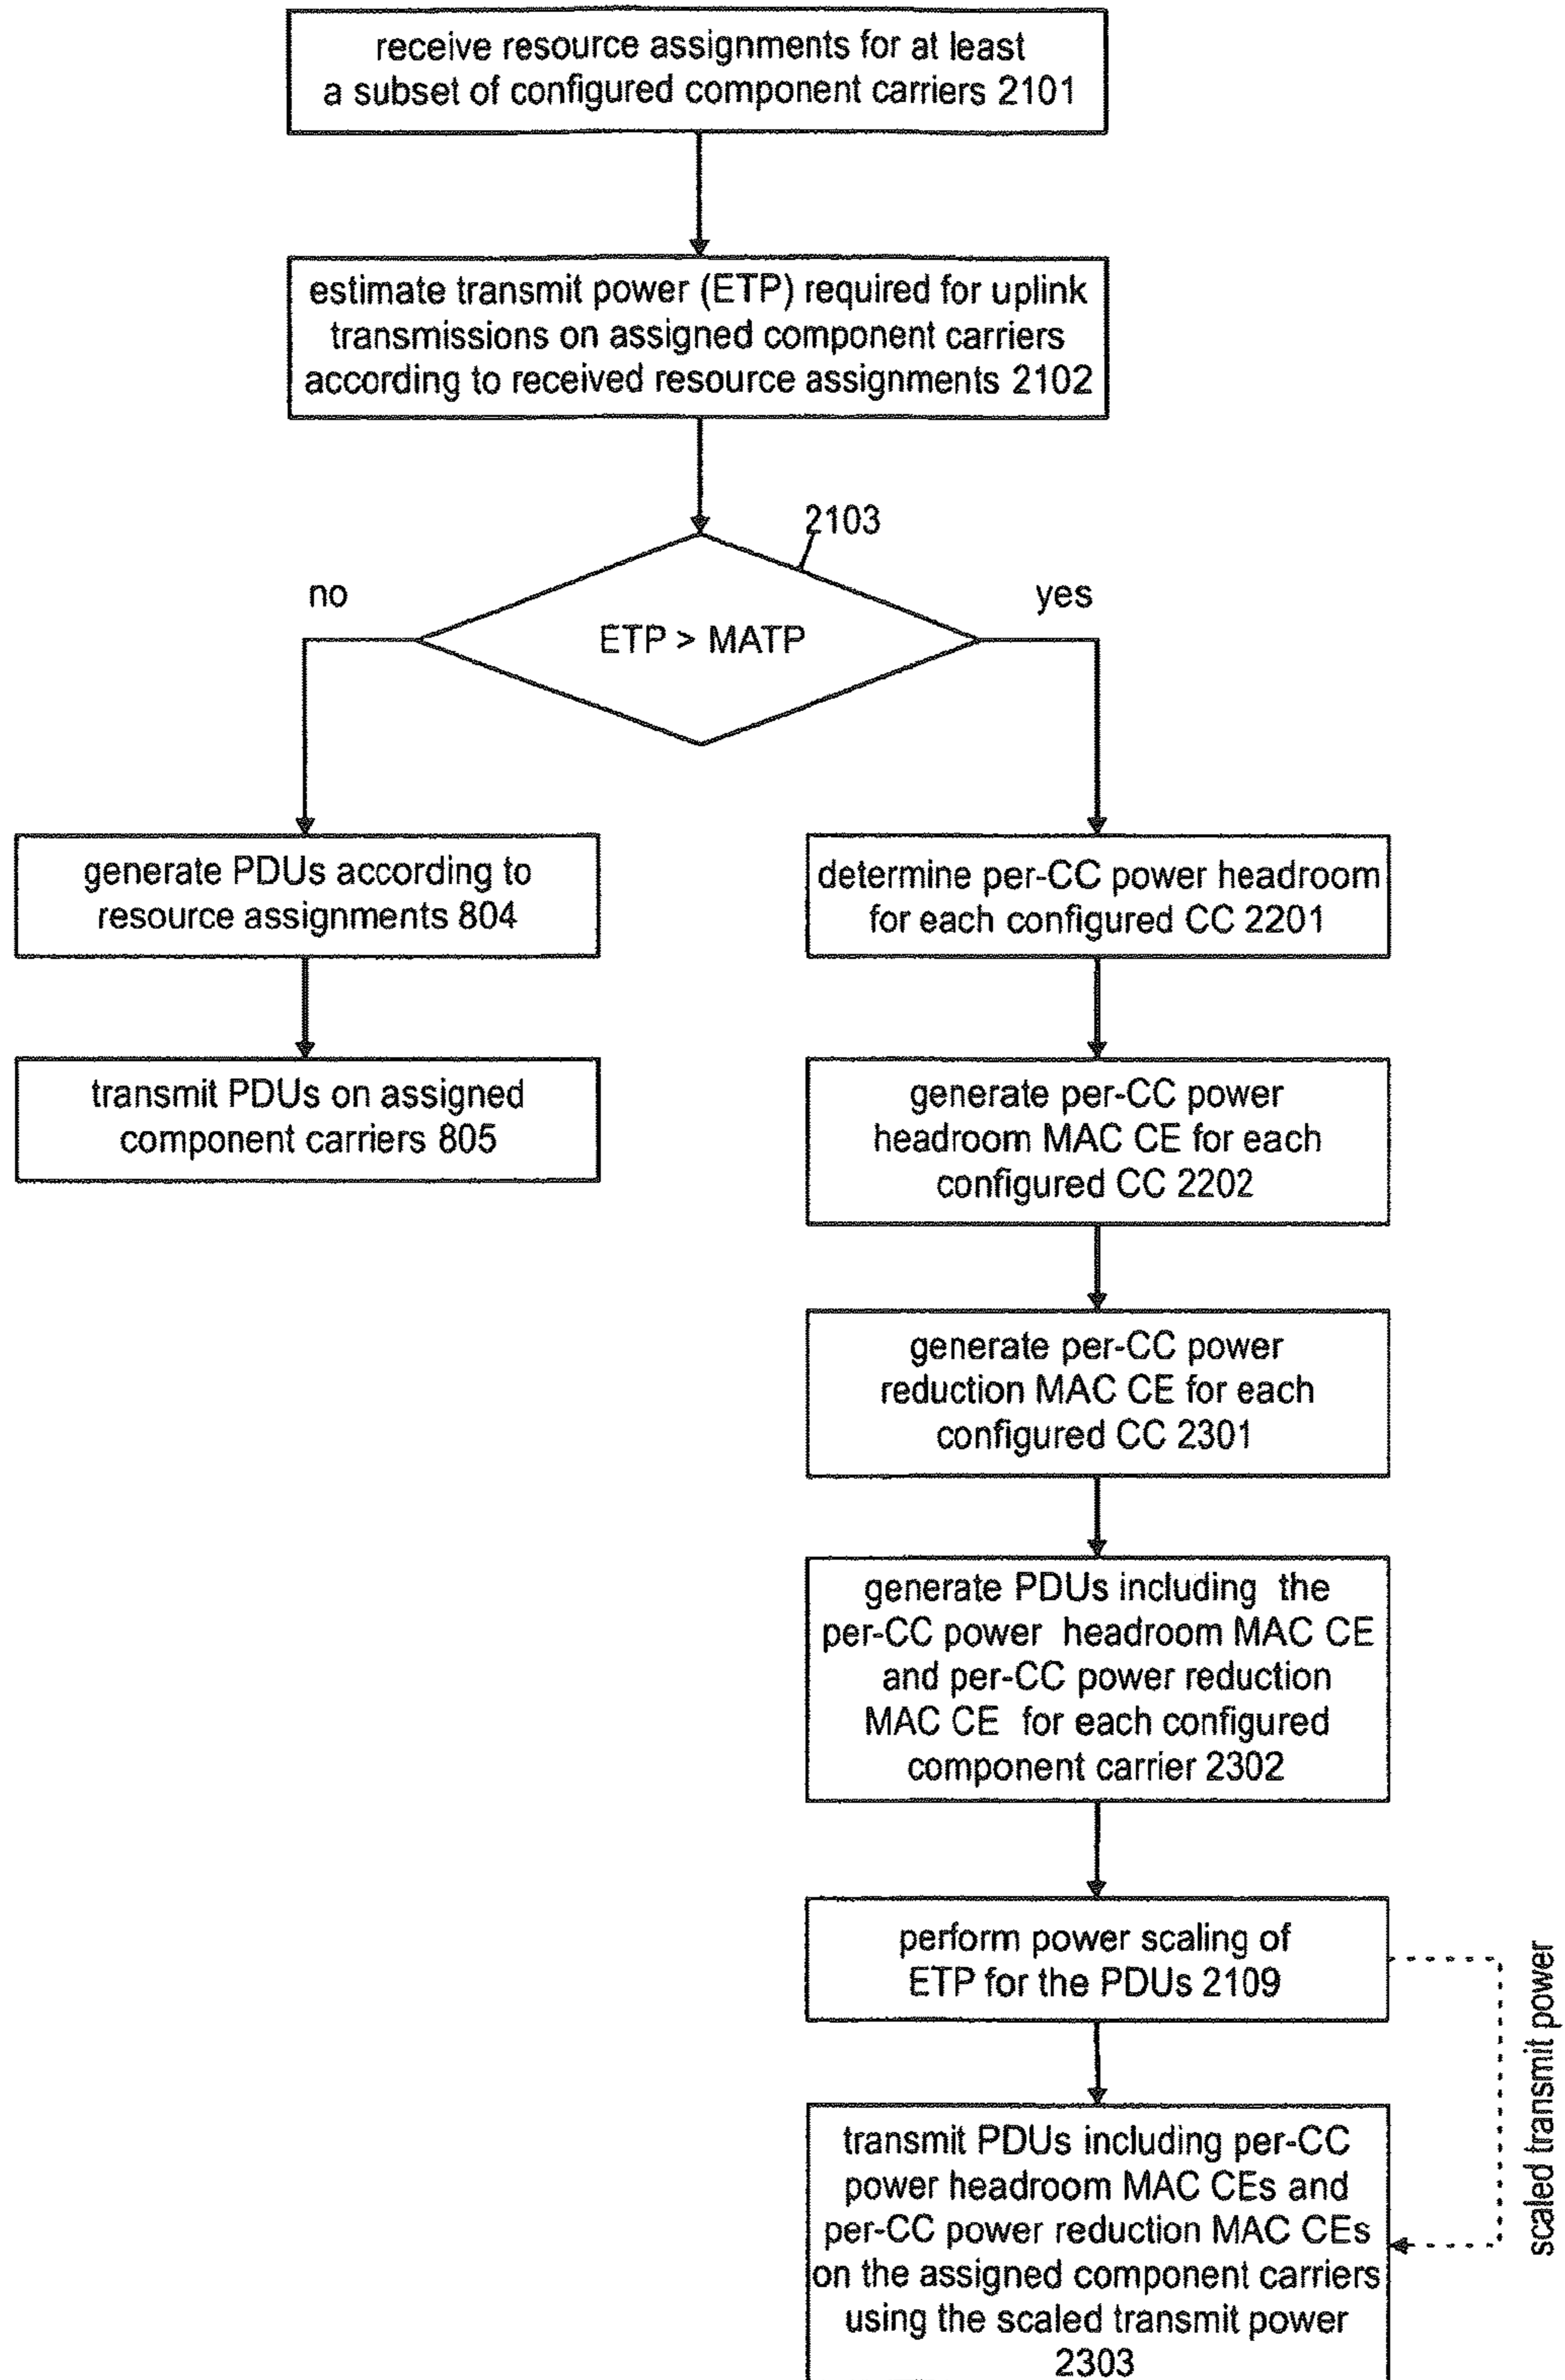 receive resource assignments for at least
a subset of configured component carriers 2101
estimate transmit power (ETP) required for uplink
transmissions on assigned component carriers
according to received resource assignments 2102
2103
no
yes
ETP > MATP
generate PDUs according to
resource assignments 804
transmit PDUs on assigned
component carriers 805
determine per-CC power headroom
for each configured CC 2201
generate per-CC power
headroom MAC CE for each
configured CC 2202
generate per-CC power
reduction MAC CE for each
configured CC 2301
generate PDUs including the
per-CC power headroom MAC CE
and per-CC power reduction
MAC CE for each configured
component carrier 2302
perform power scaling of
ETP for the PDUs 2109
scaled transmit power
transmit PDUs including per-CC
power headroom MAC CEs and
per-CC power reduction MAC CEs
on the assigned component carriers
using the scaled transmit power
2303